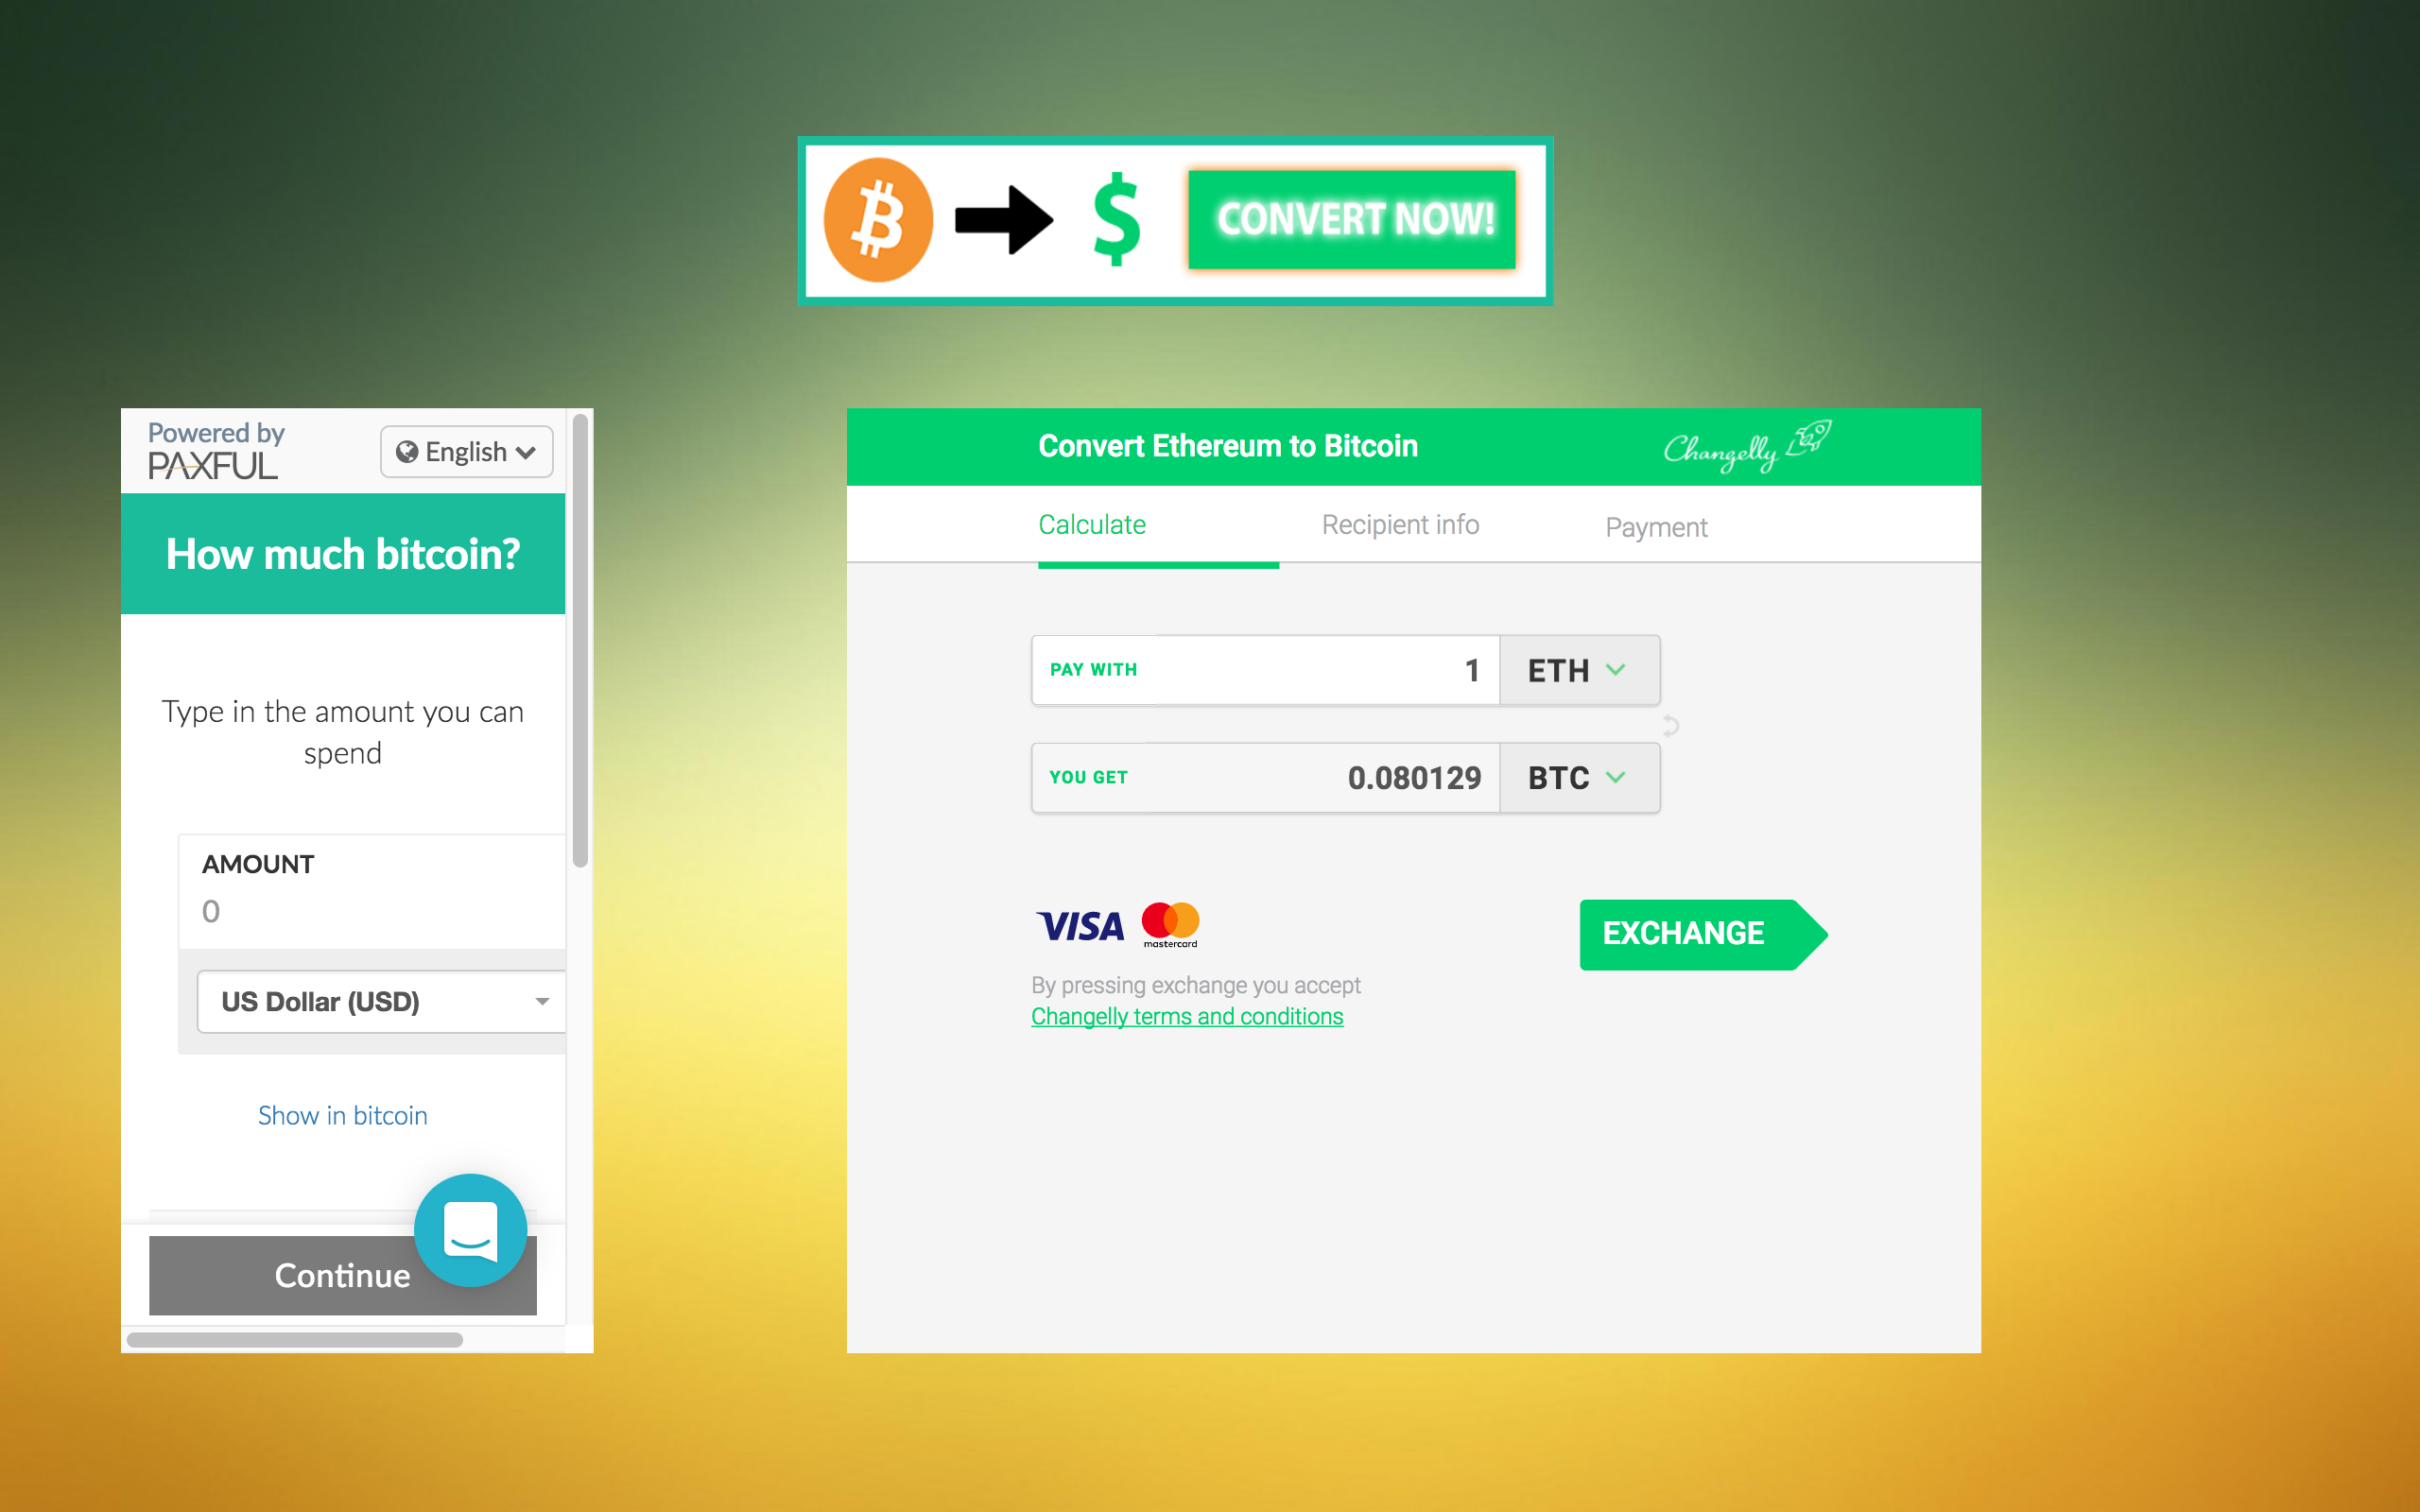 $ CONVERT NOW!
Powered by
PAXFUL
English
How much bitcoin?
Type in the amount you can
spend
AMOUNT
0
US Dollar (USD)
Show in bitcoin
Continue
Convert Ethereum to Bitcoin
Changelly
Calculate
Recipient info
Payment
PAY WITH 1 ETH
YOU GET 0.080129 BTC
VISA
mastercard
EXCHANGE
By pressing exchange you accept
Changelly terms and conditions